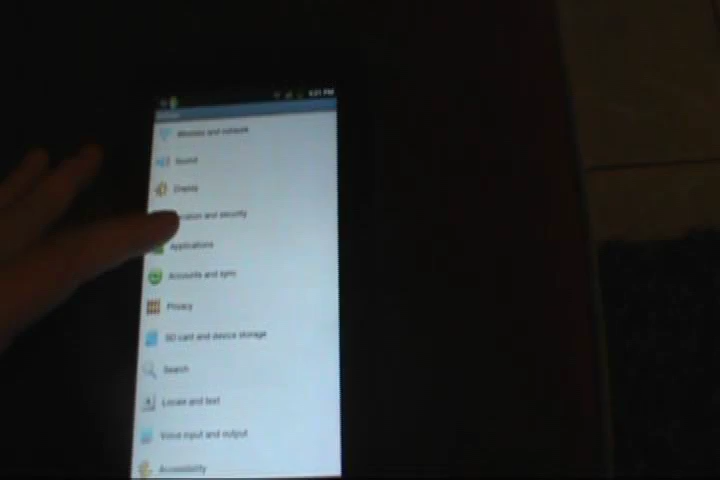 Wireless and network
Sound
Display
and security
Applications
Accounts and sync
Privacy
SD card and device storage
Search
Locale and text
Voice input and output
Accessibility